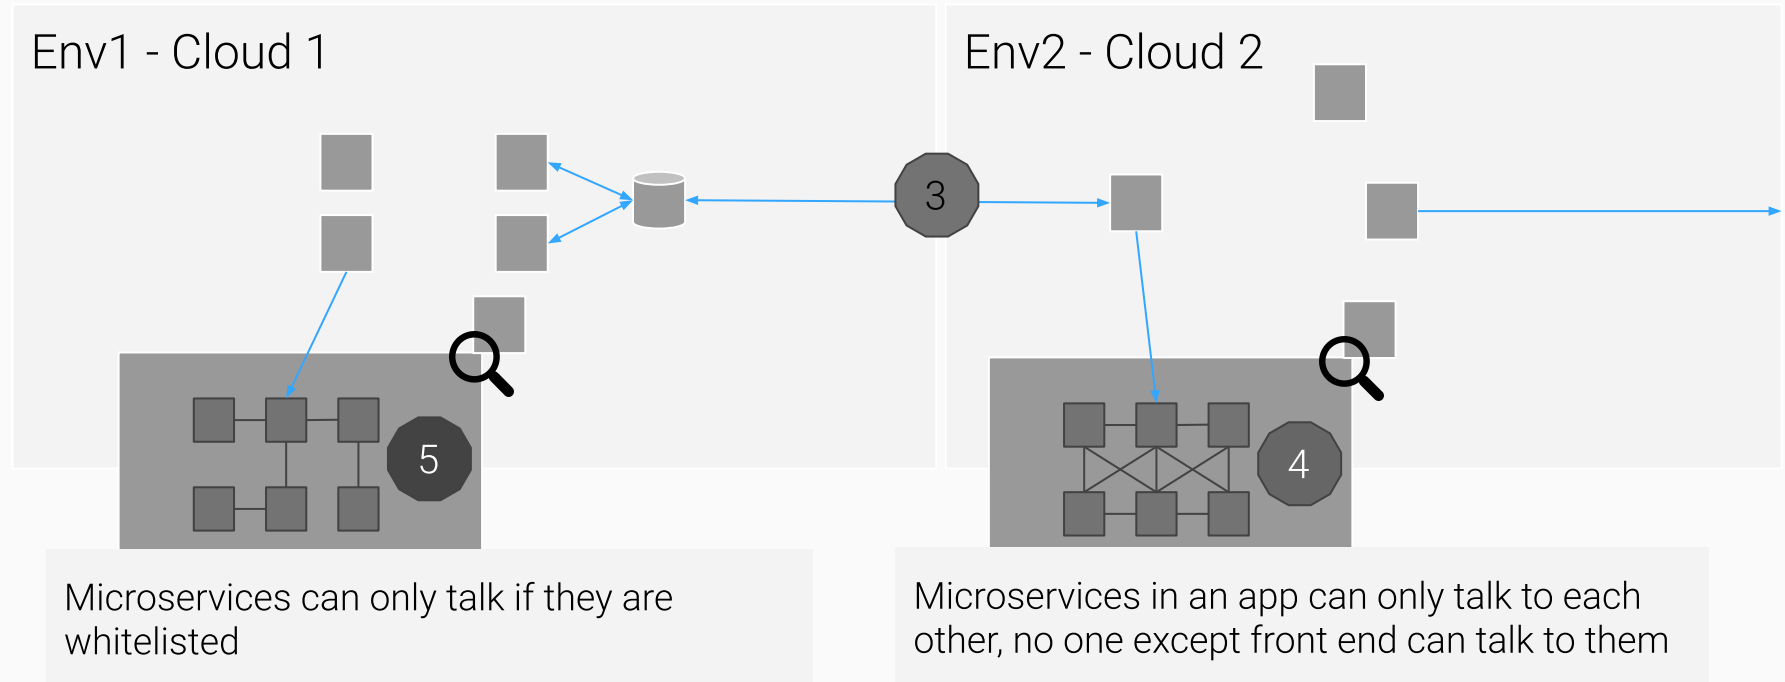 Env1 - Cloud 1
Env2 - Cloud 2
3
5
4
Microservices can only talk if they are
whitelisted
Microservices in an app can only talk to each
other, no one except front end can talk to them